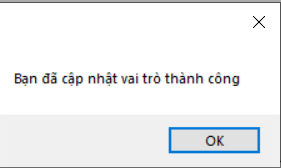 Bạn đã cập nhật vai trò thành công
OK